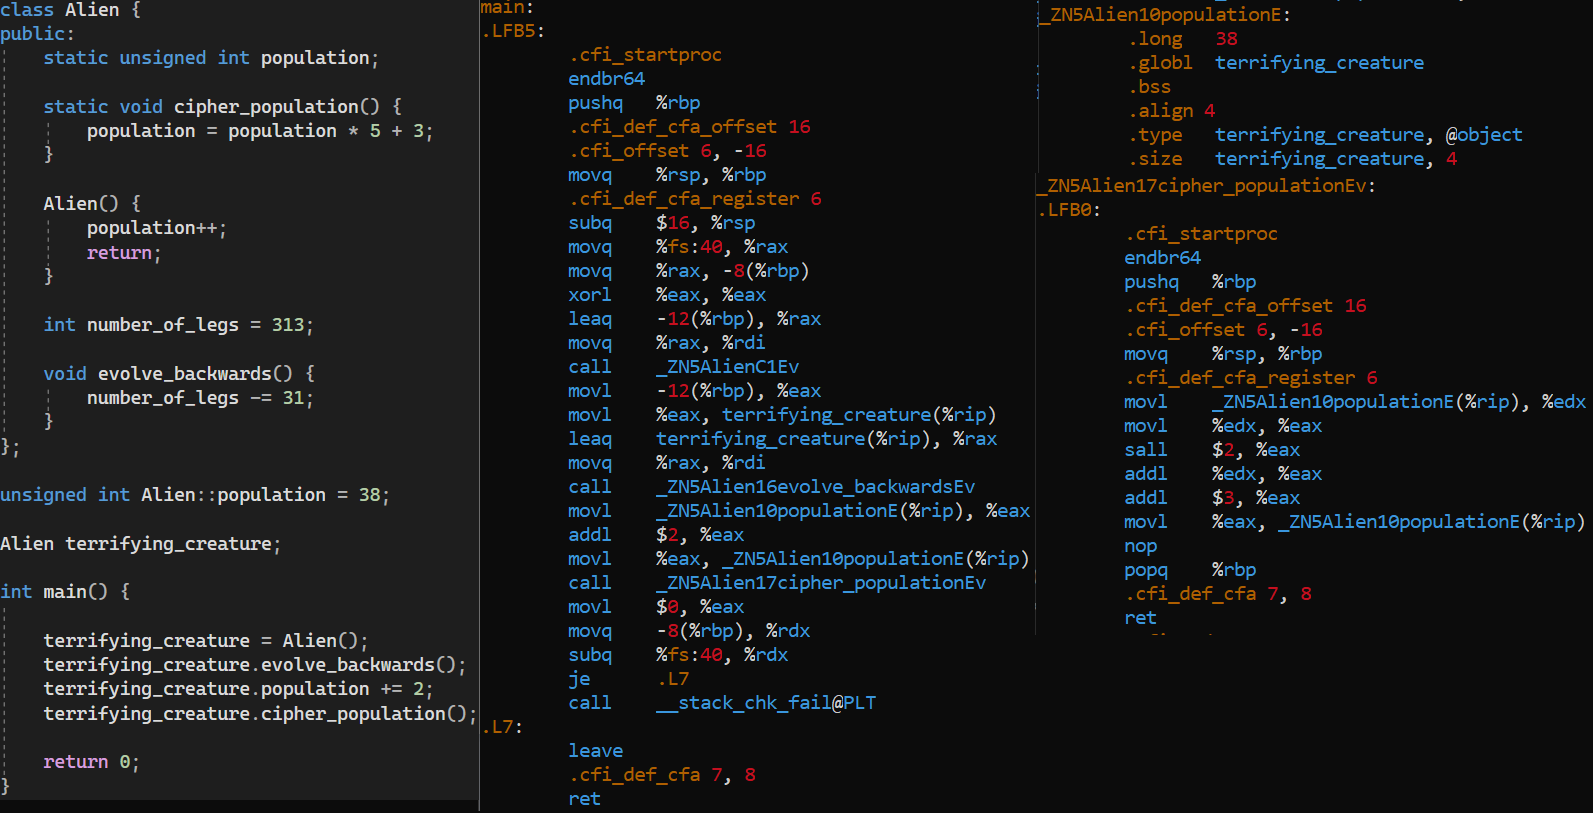 class Alien {
public:
    static unsigned int population;

    static void cipher_population() {
        population = population * 5 + 3;
    }

    Alien() {
        population++;
        return;
    }

    int number_of_legs = 313;

    void evolve_backwards() {
        number_of_legs -= 31;
    }
};

unsigned int Alien::population = 38;

Alien terrifying_creature;

int main() {

    terrifying_creature = Alien();
    terrifying_creature.evolve_backwards();
    terrifying_creature.population += 2;
    terrifying_creature.cipher_population();

    return 0;
}
main:
.LFB5:
        .cfi_startproc
        endbr64
        pushq   %rbp
        .cfi_def_cfa_offset 16
        .cfi_offset 6, -16
        movq    %rsp, %rbp
        .cfi_def_cfa_register 6
        subq    $16, %rsp
        movq    %fs:40, %rax
        movq    %rax, -8(%rbp)
        xorl    %eax, %eax
        leaq    -12(%rbp), %rax
        movq    %rax, %rdi
        call    _ZN5AlienC1Ev
        movl    -12(%rbp), %eax
        movl    %eax, terrifying_creature(%rip)
        leaq    terrifying_creature(%rip), %rax
        movq    %rax, %rdi
        call    _ZN5Alien16evolve_backwardsEv
        movl    _ZN5Alien10populationE(%rip), %eax
        addl    $2, %eax
        movl    %eax, _ZN5Alien10populationE(%rip)
        call    _ZN5Alien17cipher_populationEv
        movl    $0, %eax
        movq    -8(%rbp), %rdx
        subq    %fs:40, %rdx
        je      .L7
        call    __stack_chk_fail@PLT
.L7:
        leave
        .cfi_def_cfa 7, 8
        ret
_ZN5Alien10populationE:
        .long   38
        .globl  terrifying_creature
        .bss
        .align 4
        .type   terrifying_creature, @object
        .size   terrifying_creature, 4
_ZN5Alien17cipher_populationEv:
.LFB0:
        .cfi_startproc
        endbr64
        pushq   %rbp
        .cfi_def_cfa_offset 16
        .cfi_offset 6, -16
        movq    %rsp, %rbp
        .cfi_def_cfa_register 6
        movl    _ZN5Alien10populationE(%rip), %edx
        movl    %edx, %eax
        sall    $2, %eax
        addl    %edx, %eax
        addl    $3, %eax
        movl    %eax, _ZN5Alien10populationE(%rip)
        nop
        popq    %rbp
        .cfi_def_cfa 7, 8
        ret